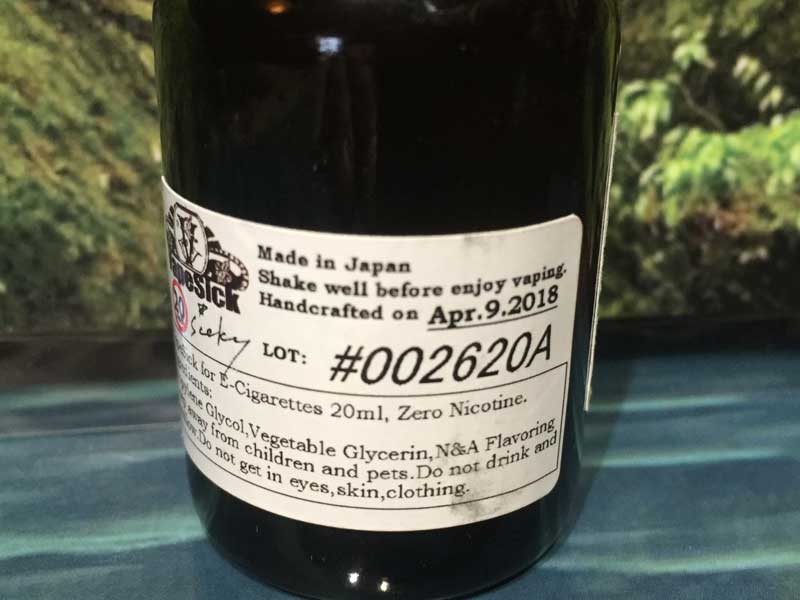 Made in Japan
Shake well before enjoy vaping.
Handcrafted on Apr.9.2018
LOT: #002620A
for E-Cigarettes 20ml, Zero Nicotine.
Glycol,Vegetable Glycerin,N&A Flavoring
away from children and pets.Do not drink and
Do not get in eyes,skin,clothing.